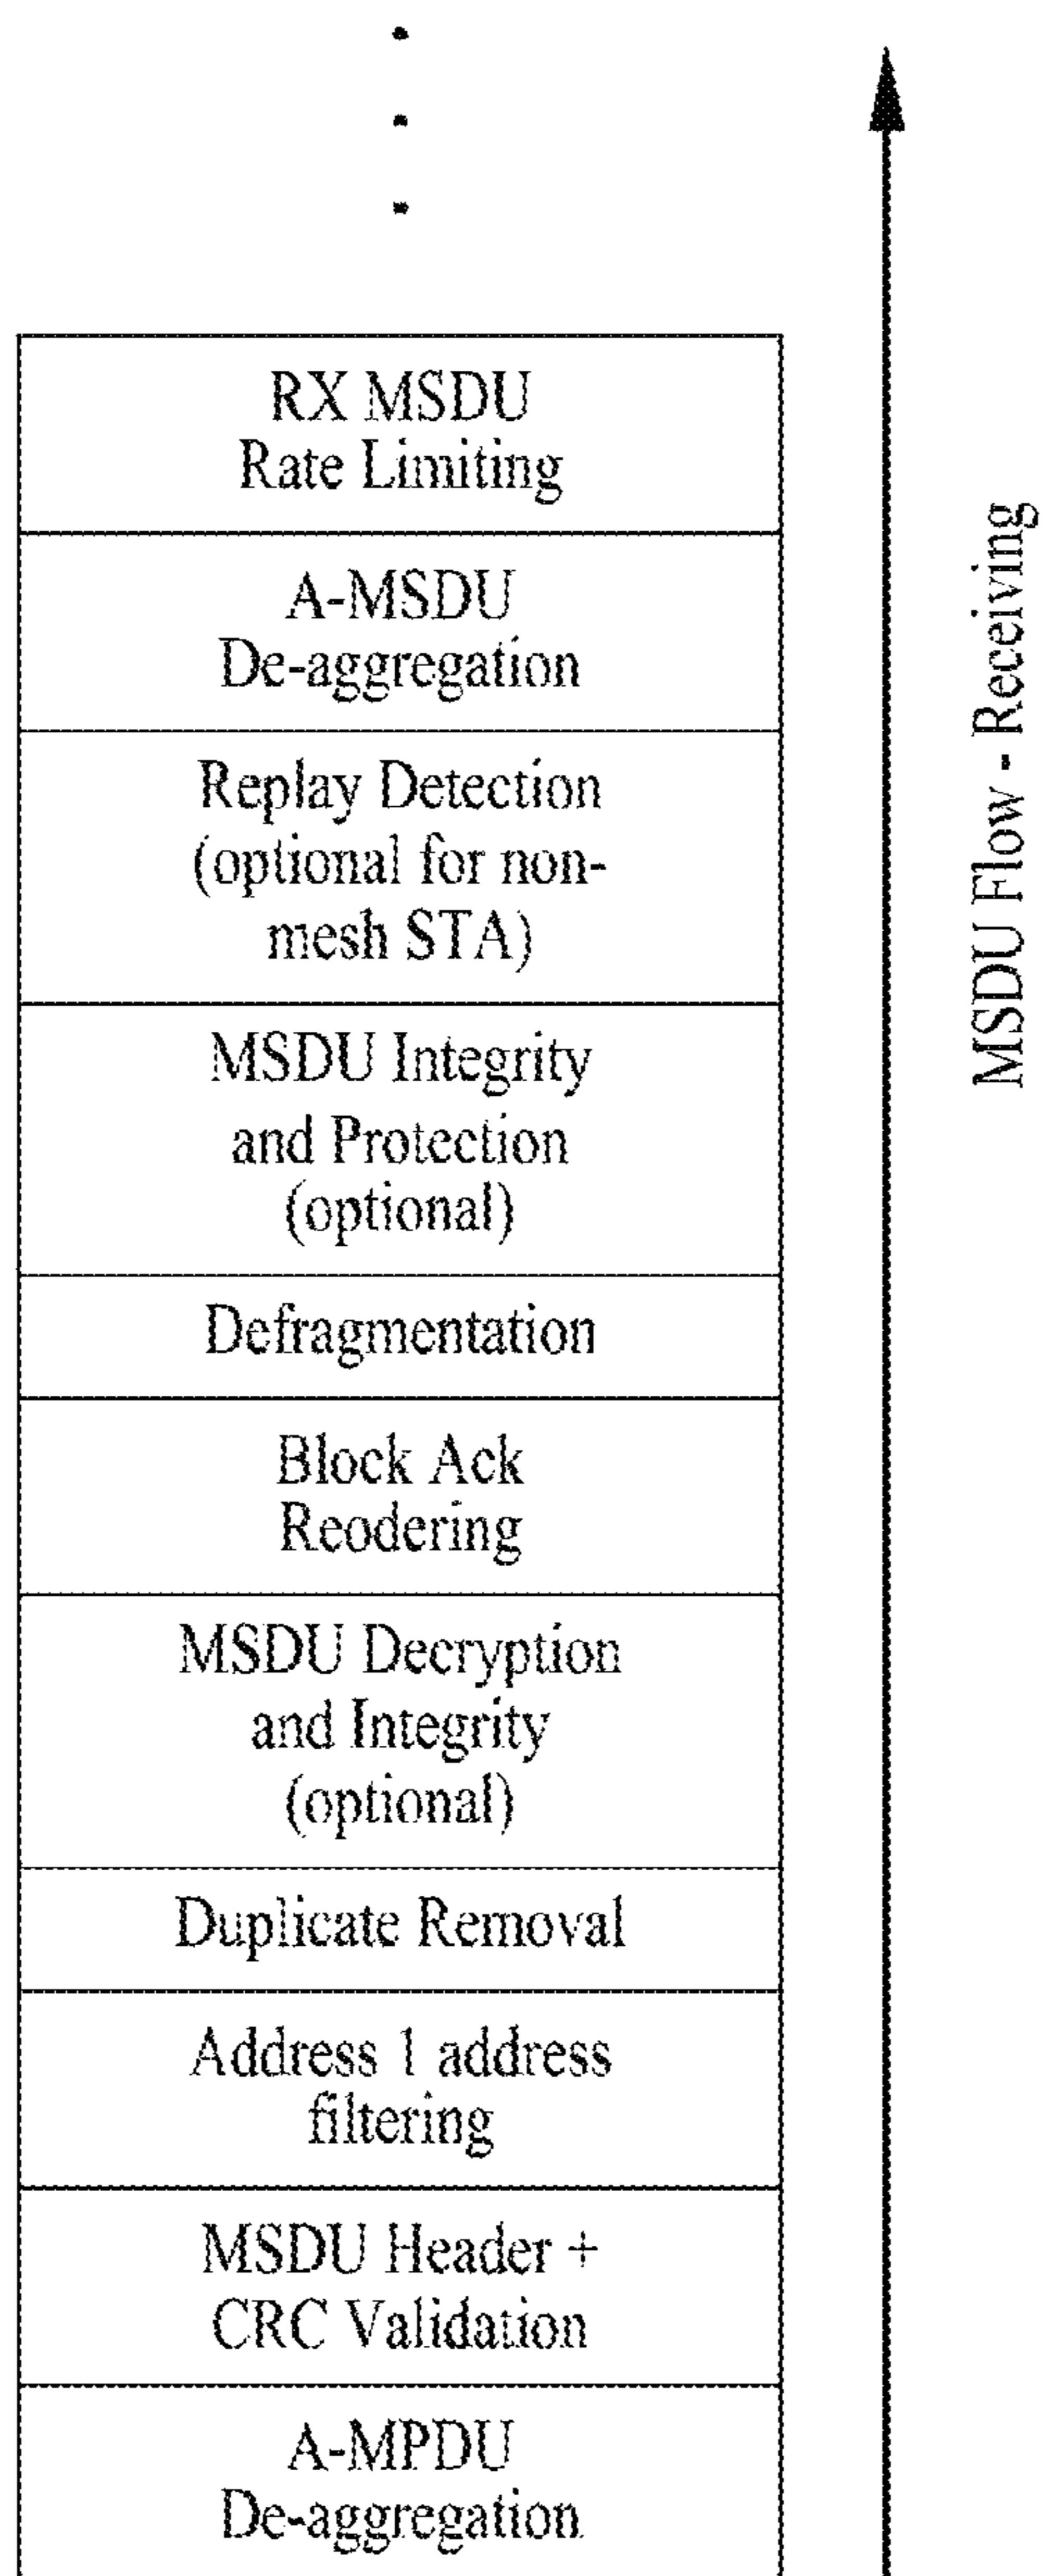 RX MSDU
Rate Limiting
A-MSDU
De-aggregation
Replay Detection
(optional for non-
mesh STA)
MSDU Integrity
and Protection
(optional)
Defragmentation
Block Ack
Reodering
MSDU Decryption
and Integrity
(optional)
Duplicate Removal
Address 1 address
filtering
MSDU Header +
CRC Validation
A-MPDU
De-aggregation
MSDU Flow - Receiving